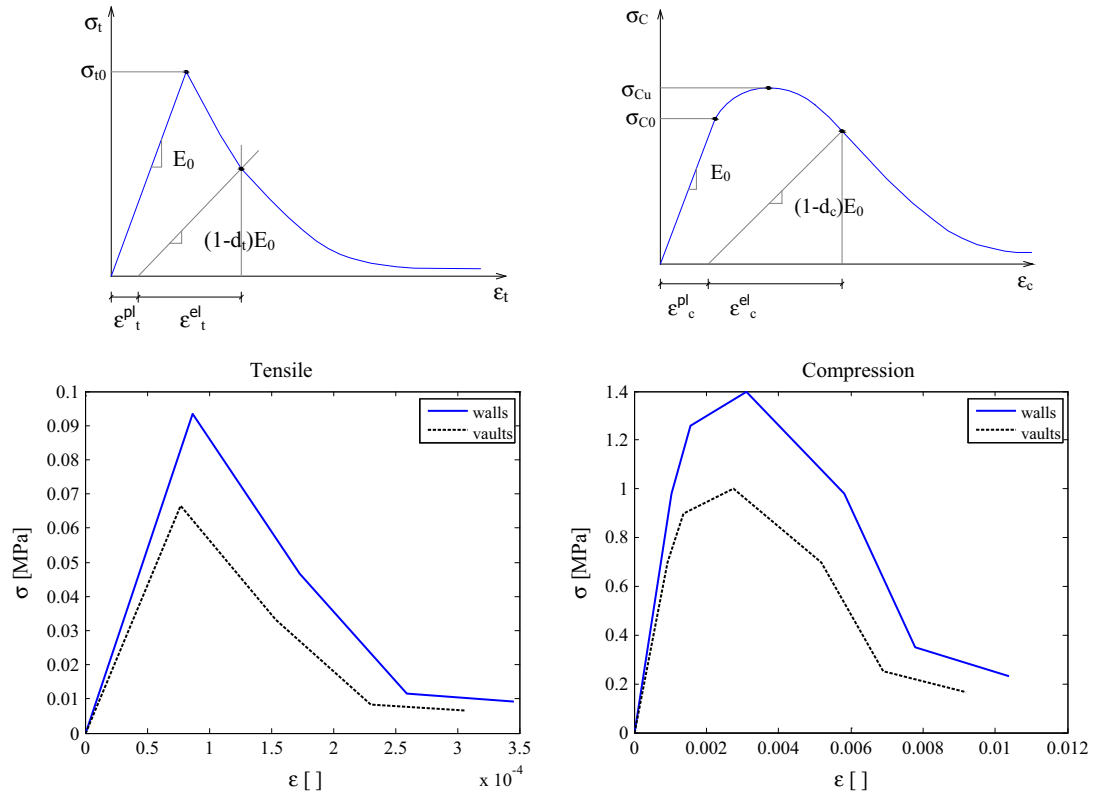 σt
σt0
E0
(1-dt)E0
εt
εplt
εelt
σC
σCu
σC0
E0
(1-dc)E0
εc
εplc
εelc
Tensile
0.1
0.09
0.08
0.07
0.06
0.05
0.04
0.03
0.02
0.01
0
σ [MPa]
walls
vaults
0
0.5
1
1.5
2
2.5
3
3.5
x 10-4
ε [ ]
Compression
1.4
1.2
1
0.8
0.6
0.4
0.2
0
σ [MPa]
walls
vaults
0
0.002
0.004
0.006
0.008
0.01
0.012
ε [ ]